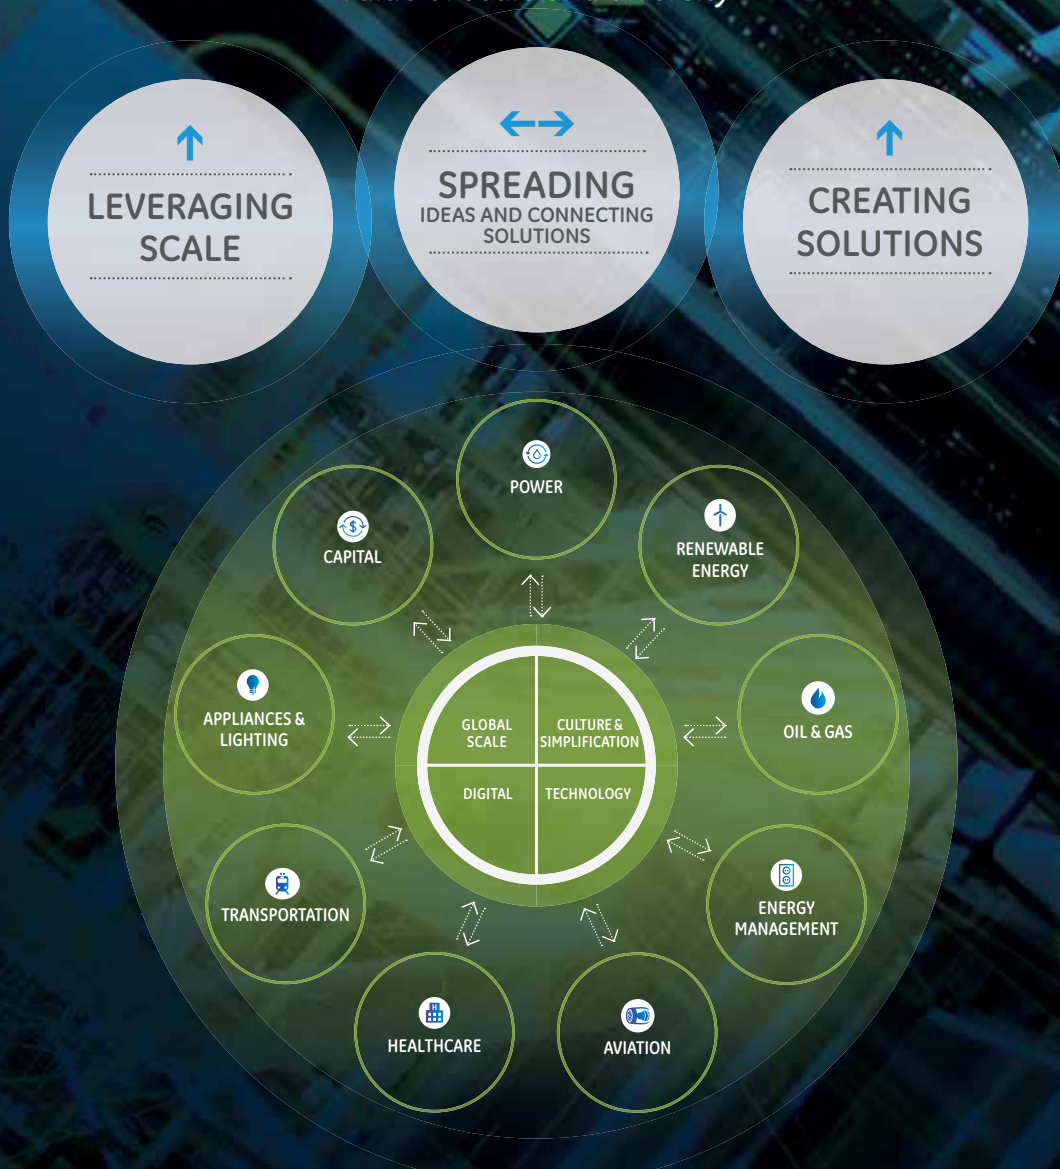 LEVERAGING
SCALE
SPREADING
IDEAS AND CONNECTING
SOLUTIONS
CREATING
SOLUTIONS
POWER
CAPITAL
RENEWABLE
ENERGY
APPLIANCES &
LIGHTING
OIL & GAS
GLOBAL
SCALE
CULTURE &
SIMPLIFICATION
DIGITAL
TECHNOLOGY
TRANSPORTATION
ENERGY
MANAGEMENT
HEALTHCARE
AVIATION